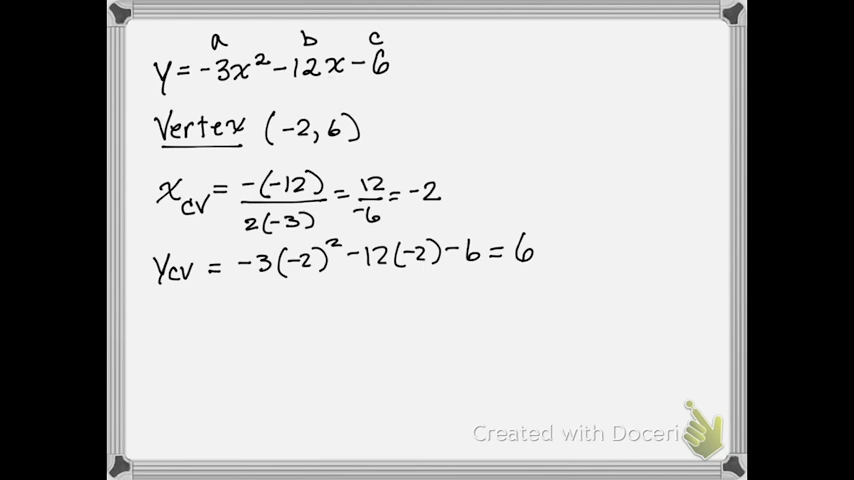 a b c
y = -3x² - 12x - 6
Vertex (-2, 6)
x_cv = -(-12) / 2(-3) = 12 / -6 = -2
y_cv = -3(-2)² - 12(-2) - 6 = 6
Created with Doceri